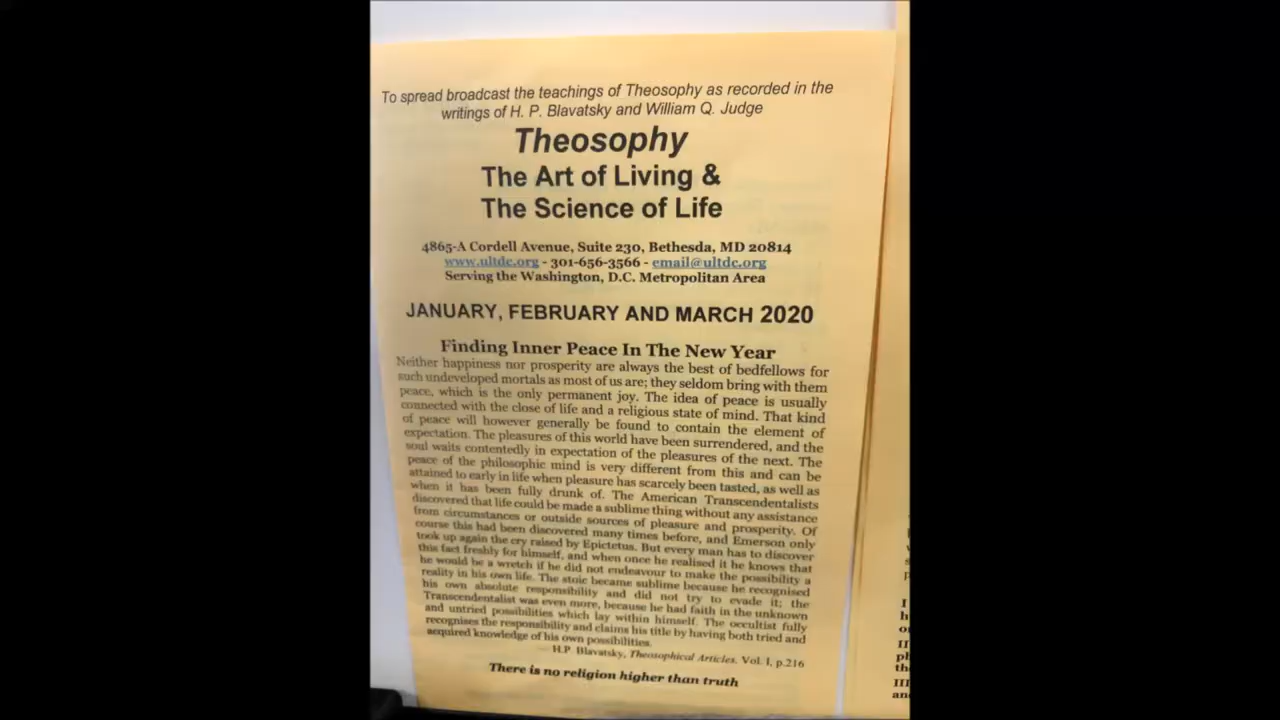 To spread broadcast the teachings of Theosophy as recorded in the
writings of H. P. Blavatsky and William Q. Judge
Theosophy
The Art of Living &
The Science of Life
4865-A Cordell Avenue, Suite 230, Bethesda, MD 20814
www.ultdc.org - 301-656-3566 - email@ultdc.org
Serving the Washington, D.C. Metropolitan Area
JANUARY, FEBRUARY AND MARCH 2020
Finding Inner Peace In The New Year
Neither happiness nor prosperity are always the best of bedfellows for
such undeveloped mortals as most of us are; they seldom bring with them
peace, which is the only permanent joy. The idea of peace is usually
connected with the close of life and a religious state of mind. That kind
of peace will however generally be found to contain the element of
expectation. The pleasures of this world have been surrendered, and the
soul waits contentedly in expectation of the pleasures of the next. The
peace of the philosophic mind is very different from this and can be
attained to early in life when pleasure has scarcely been tasted, as well as
when it has been fully drunk of. The American Transcendentalists
discovered that life could be made a sublime thing without any assistance
from circumstances or outside sources of pleasure and prosperity. Of
course this had been discovered many times before, and Emerson only
took up again the cry raised by Epictetus. But every man has to discover
this fact freshly for himself, and when once he realised it he knows that
he would be a wretch if he did not endeavour to make the possibility a
reality in his own life. The stoic became sublime because he recognised
his own absolute responsibility and did not try to evade it; the
Transcendentalist was even more, because he had faith in the unknown
and untried possibilities which lay within himself. The occultist fully
recognises the responsibility and claims his title by having both tried and
acquired knowledge of his own possibilities.
— H.P. Blavatsky, Theosophical Articles. Vol. I, p.216
There is no religion higher than truth
I
II
III